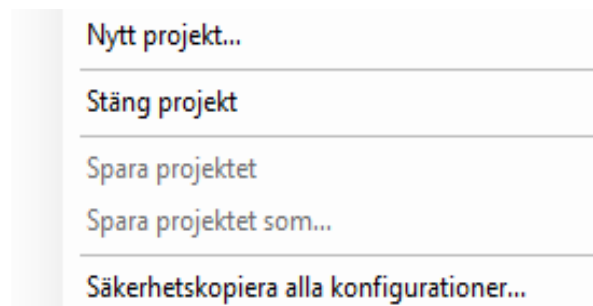 Nytt projekt...
Stäng projekt
Spara projektet
Spara projektet som...
Säkerhetskopiera alla konfigurationer...